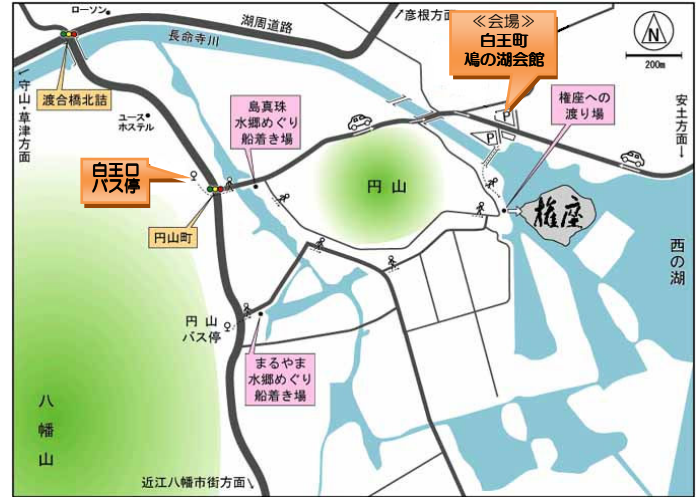 ローソン
湖周道路
彦根方面
≪会場≫
白王町
鳰の湖会館
N
200m
長命寺川
渡合橋北詰
守山・草津方面
ユース
ホステル
島真珠
水郷めぐり
船着き場
権座への
渡り場
安土方面
P
P
白王口
バス停
円山
権座
円山町
西の湖
円山
バス停
まるやま
水郷めぐり
船着き場
八幡山
近江八幡市街方面